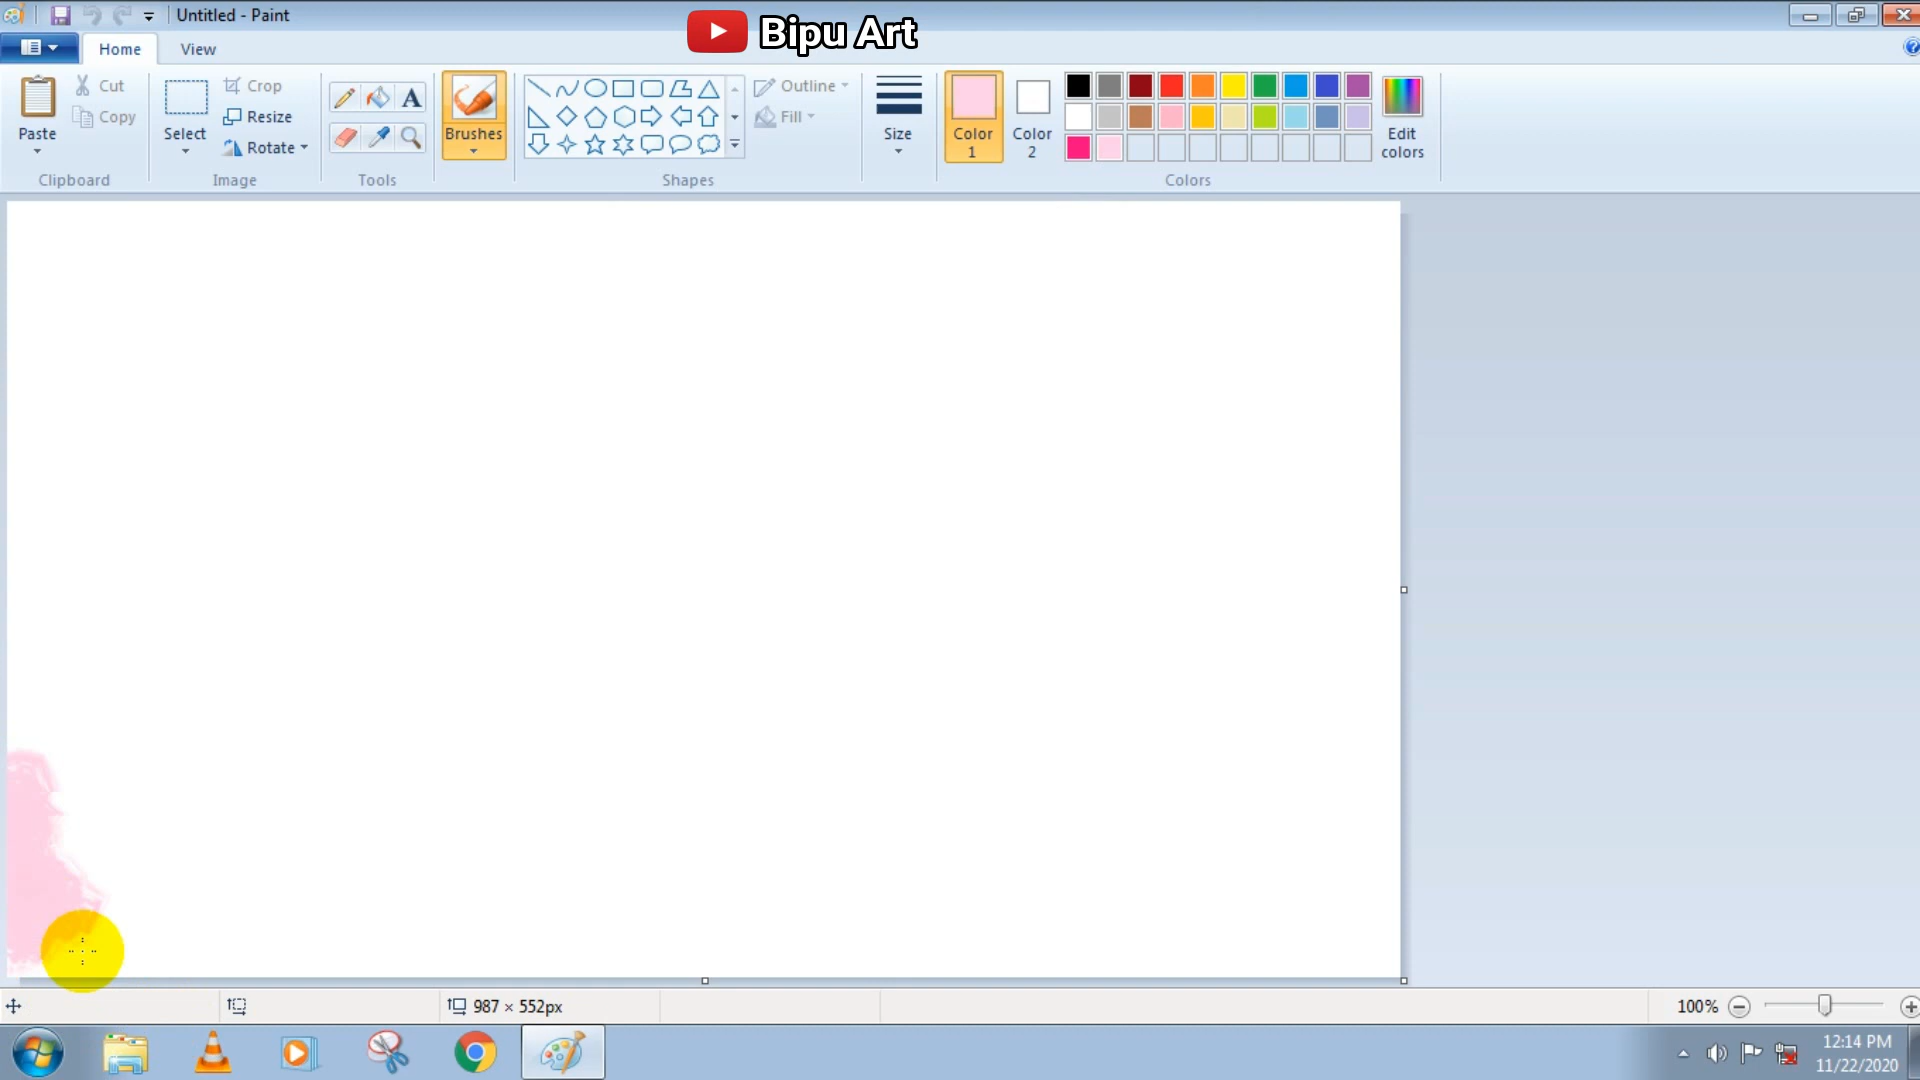 Untitled - Paint
Bipu Art
Home
View
Paste
Cut
Copy
Clipboard
Select
Crop
Resize
Rotate
Image
A
Tools
Brushes
Shapes
Outline
Fill
Size
Color
1
Color
2
Colors
Edit
colors
987 × 552px
100%
12:14 PM
11/22/2020